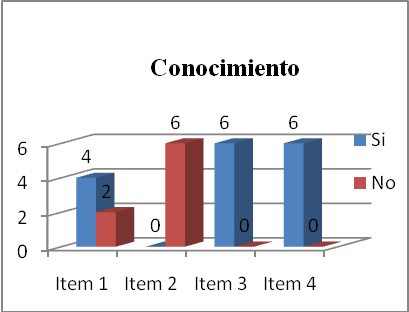 Conocimiento
6 6 6
6
Si
4
4
2
No
2
0 0 0
0
Item 1 Item 2 Item 3 Item 4